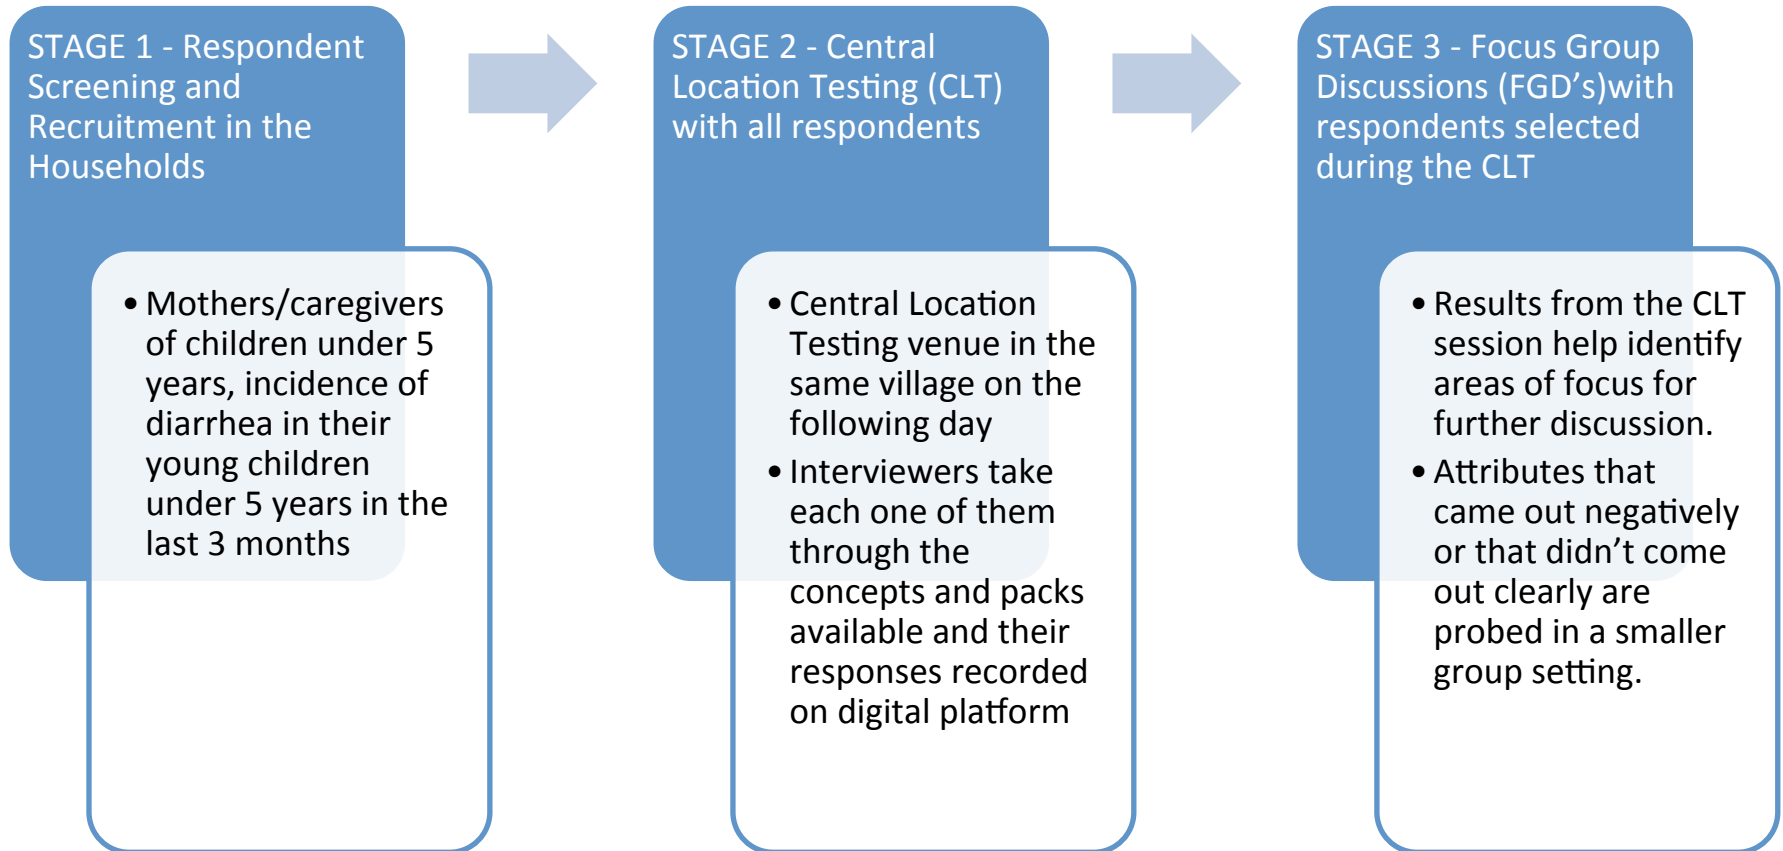 STAGE 1 - Respondent
Screening and
Recruitment in the
Households
• Mothers/caregivers
of children under 5
years, incidence of
diarrhea in their
young children
under 5 years in the
last 3 months
STAGE 2 - Central
Location Testing (CLT)
with all respondents
• Central Location
Testing venue in the
same village on the
following day
• Interviewers take
each one of them
through the
concepts and packs
available and their
responses recorded
on digital platform
STAGE 3 - Focus Group
Discussions (FGD’s)with
respondents selected
during the CLT
• Results from the CLT
session help identify
areas of focus for
further discussion.
• Attributes that
came out negatively
or that didn’t come
out clearly are
probed in a smaller
group setting.